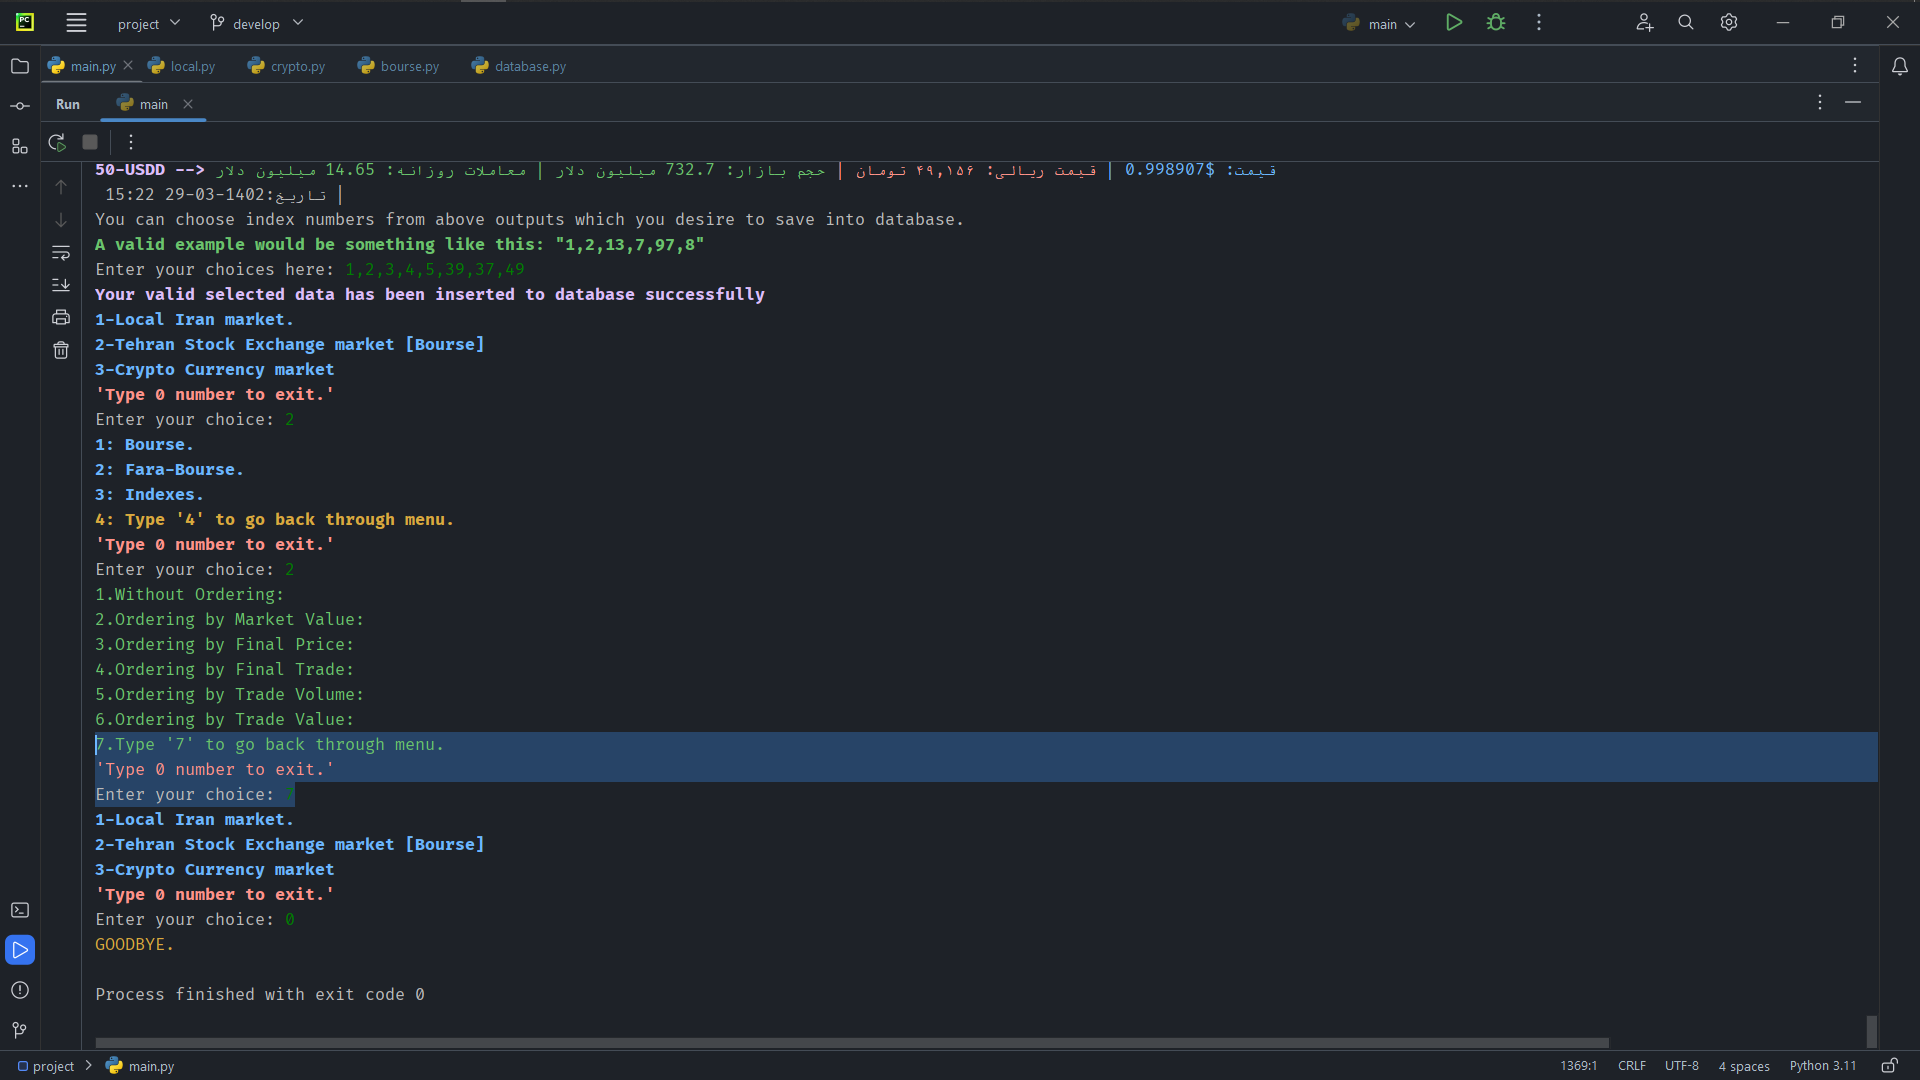 project
develop
main
main.py
local.py
crypto.py
bourse.py
database.py
Run
main
50-USDD --> قیمت: $0.998907 | قیمت ریالی: ۴۹,۱۵۶ تومان | حجم بازار: 732.7 میلیون دلار | معاملات روزانه: 14.65 میلیون دلار
| تاریخ:1402-03-29 15:22
You can choose index numbers from above outputs which you desire to save into database.
A valid example would be something like this: "1,2,13,7,97,8"
Enter your choices here: 1,2,3,4,5,39,37,49
Your valid selected data has been inserted to database successfully
1-Local Iran market.
2-Tehran Stock Exchange market [Bourse]
3-Crypto Currency market
'Type 0 number to exit.'
Enter your choice: 2
1: Bourse.
2: Fara-Bourse.
3: Indexes.
4: Type '4' to go back through menu.
'Type 0 number to exit.'
Enter your choice: 2
1.Without Ordering:
2.Ordering by Market Value:
3.Ordering by Final Price:
4.Ordering by Final Trade:
5.Ordering by Trade Volume:
6.Ordering by Trade Value:
7.Type '7' to go back through menu.
'Type 0 number to exit.'
Enter your choice: 7
1-Local Iran market.
2-Tehran Stock Exchange market [Bourse]
3-Crypto Currency market
'Type 0 number to exit.'
Enter your choice: 0
GOODBYE.
Process finished with exit code 0
project > main.py
1369:1 CRLF UTF-8 4 spaces Python 3.11